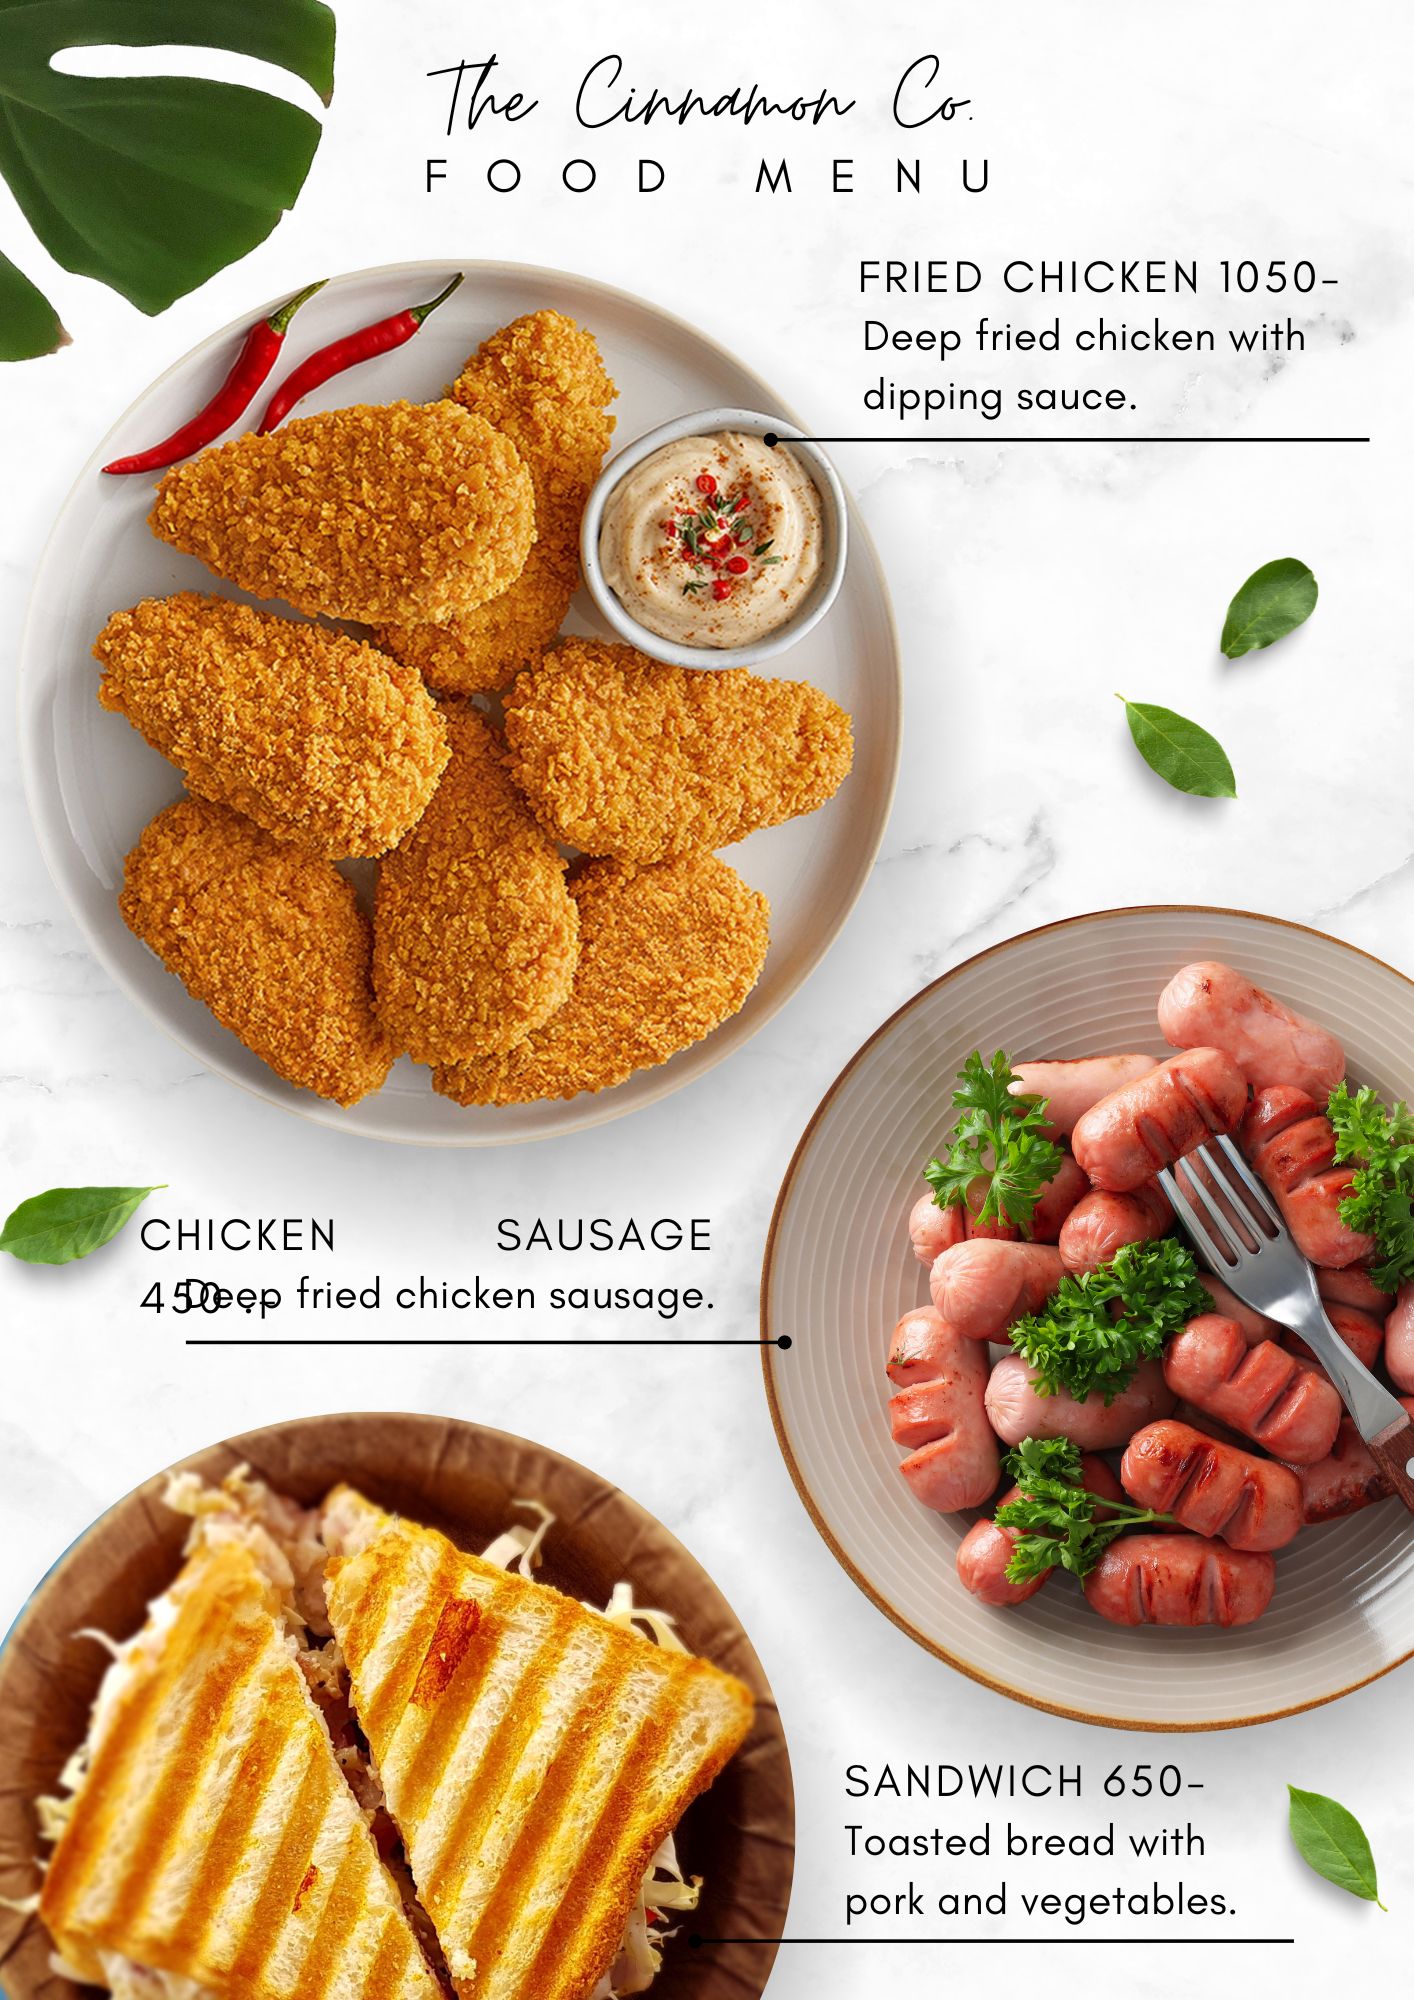 The Cinnamon Co.
FOOD MENU
FRIED CHICKEN 1050-
Deep fried chicken with
dipping sauce.
CHICKEN SAUSAGE
450 :-
Deep fried chicken sausage.
SANDWICH 650-
Toasted bread with
pork and vegetables.